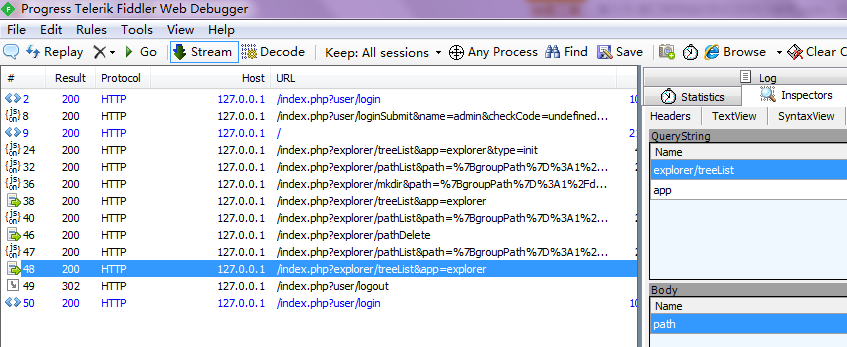 Progress Telerik Fiddler Web Debugger
File Edit Rules Tools View Help
Replay Go Stream Decode Keep: All sessions Any Process Find Save Browse Clear C
# Result Protocol Host URL
2 200 HTTP 127.0.0.1 /index.php?user/login 10
8 200 HTTP 127.0.0.1 /index.php?user/loginSubmit&name=admin&checkCode=undefined...
9 200 HTTP 127.0.0.1 / 21
24 200 HTTP 127.0.0.1 /index.php?explorer/treeList&app=explorer&type=init 4
32 200 HTTP 127.0.0.1 /index.php?explorer/pathList&path=%7BgroupPath%7D%3A1%2... 2
36 200 HTTP 127.0.0.1 /index.php?explorer/mkdir&path=%7BgroupPath%7D%3A1%2Fd...
38 200 HTTP 127.0.0.1 /index.php?explorer/treeList&app=explorer
40 200 HTTP 127.0.0.1 /index.php?explorer/pathList&path=%7BgroupPath%7D%3A1%2... 2
46 200 HTTP 127.0.0.1 /index.php?explorer/pathDelete
47 200 HTTP 127.0.0.1 /index.php?explorer/pathList&path=%7BgroupPath%7D%3A1%2... 2
48 200 HTTP 127.0.0.1 /index.php?explorer/treeList&app=explorer
49 302 HTTP 127.0.0.1 /index.php?user/logout
50 200 HTTP 127.0.0.1 /index.php?user/login 10
Log
Statistics Inspectors
Headers TextView SyntaxView
QueryString
Name
explorer/treeList
app
Body
Name
path